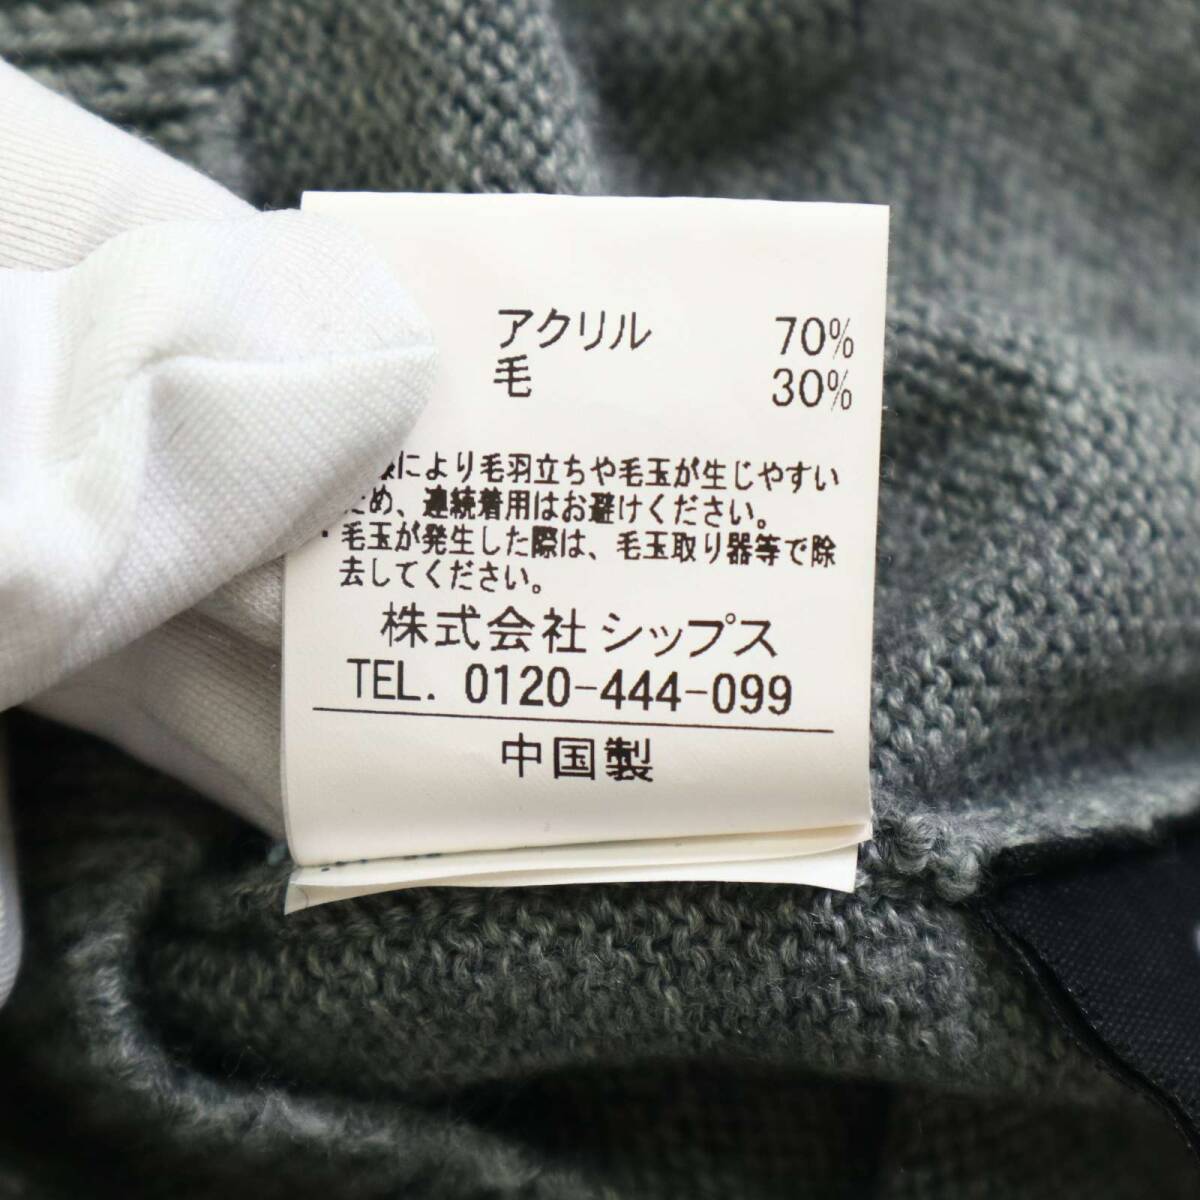 アクリル 70%
毛 30%
により毛羽立ちや毛玉が生じやすい
ため、連続着用はお避けください。
・毛玉が発生した際は、毛玉取り器等で除
去してください。
株式会社シップス
TEL. 0120-444-099
中国製